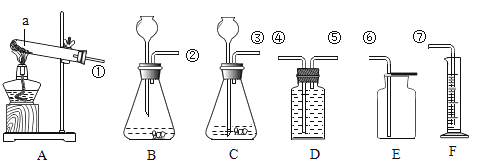 a
① ② ③ ④ ⑤ ⑥ ⑦
A B C D E F